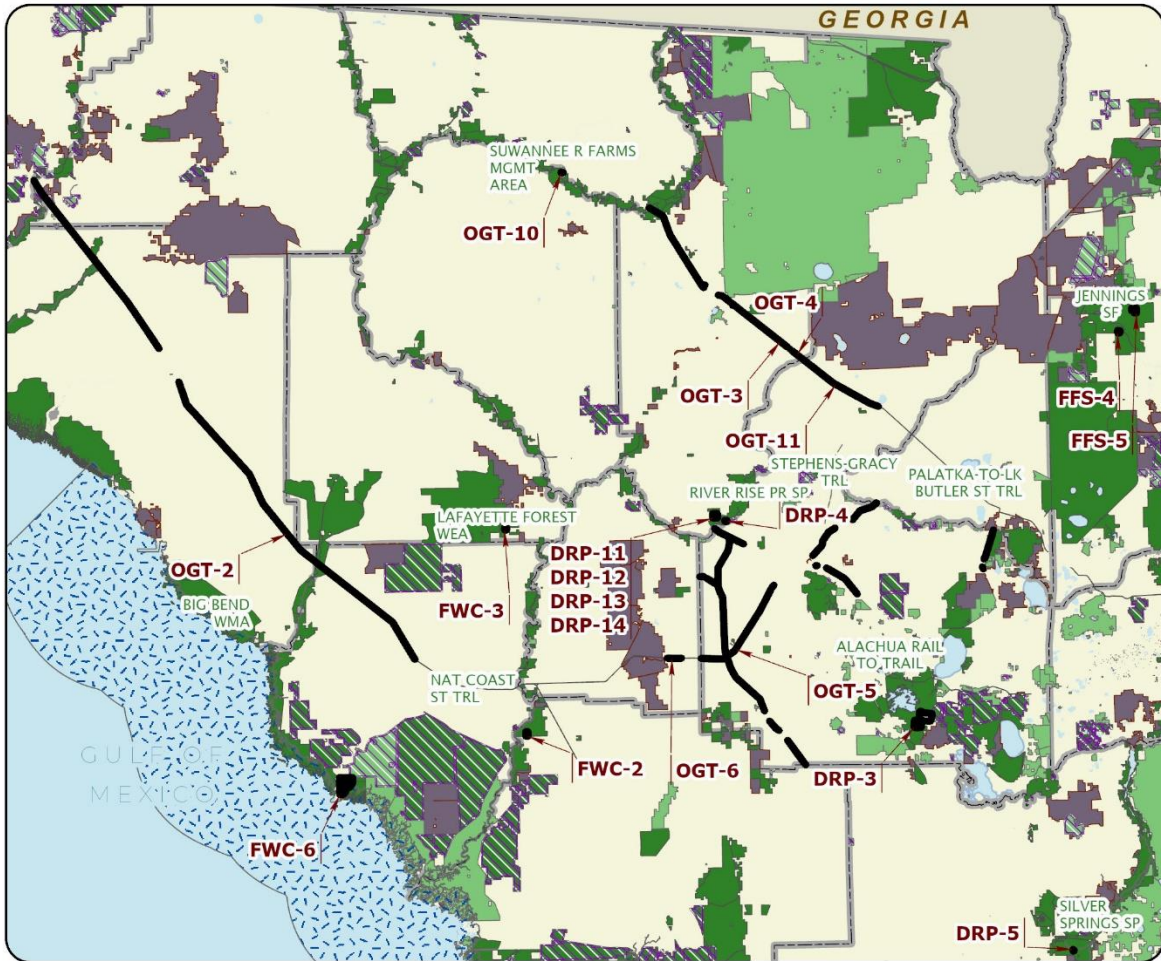 GEORGIA
SUWANNEE R FARMS
MGMT
AREA
OGT-10
OGT-4
JENNINGS
SF
OGT-3
FFS-4
OGT-11
FFS-5
STEPHENS-GRACY
TRL
PALATKA-TO-LK
BUTLER ST TRL
RIVER RISE PR SP
DRP-4
LAFAYETTE FOREST
WEA
OGT-2
FWC-3
DRP-11
DRP-12
DRP-13
DRP-14
BIG BEND
WMA
ALACHUA RAIL
TO TRAIL
NAT COAST
ST TRL
OGT-5
GULF OF
MEXICO
FWC-2
OGT-6
DRP-3
FWC-6
SILVER
SPRINGS SP
DRP-5